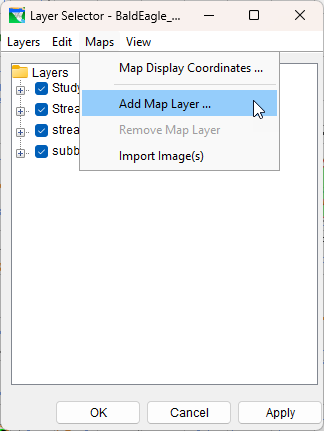 Layer Selector - BaldEagle_...
Layers Edit Maps View
Map Display Coordinates ...
Add Map Layer ...
Remove Map Layer
Import Image(s)
Layers
Study
Strea
strea
subb
OK Cancel Apply